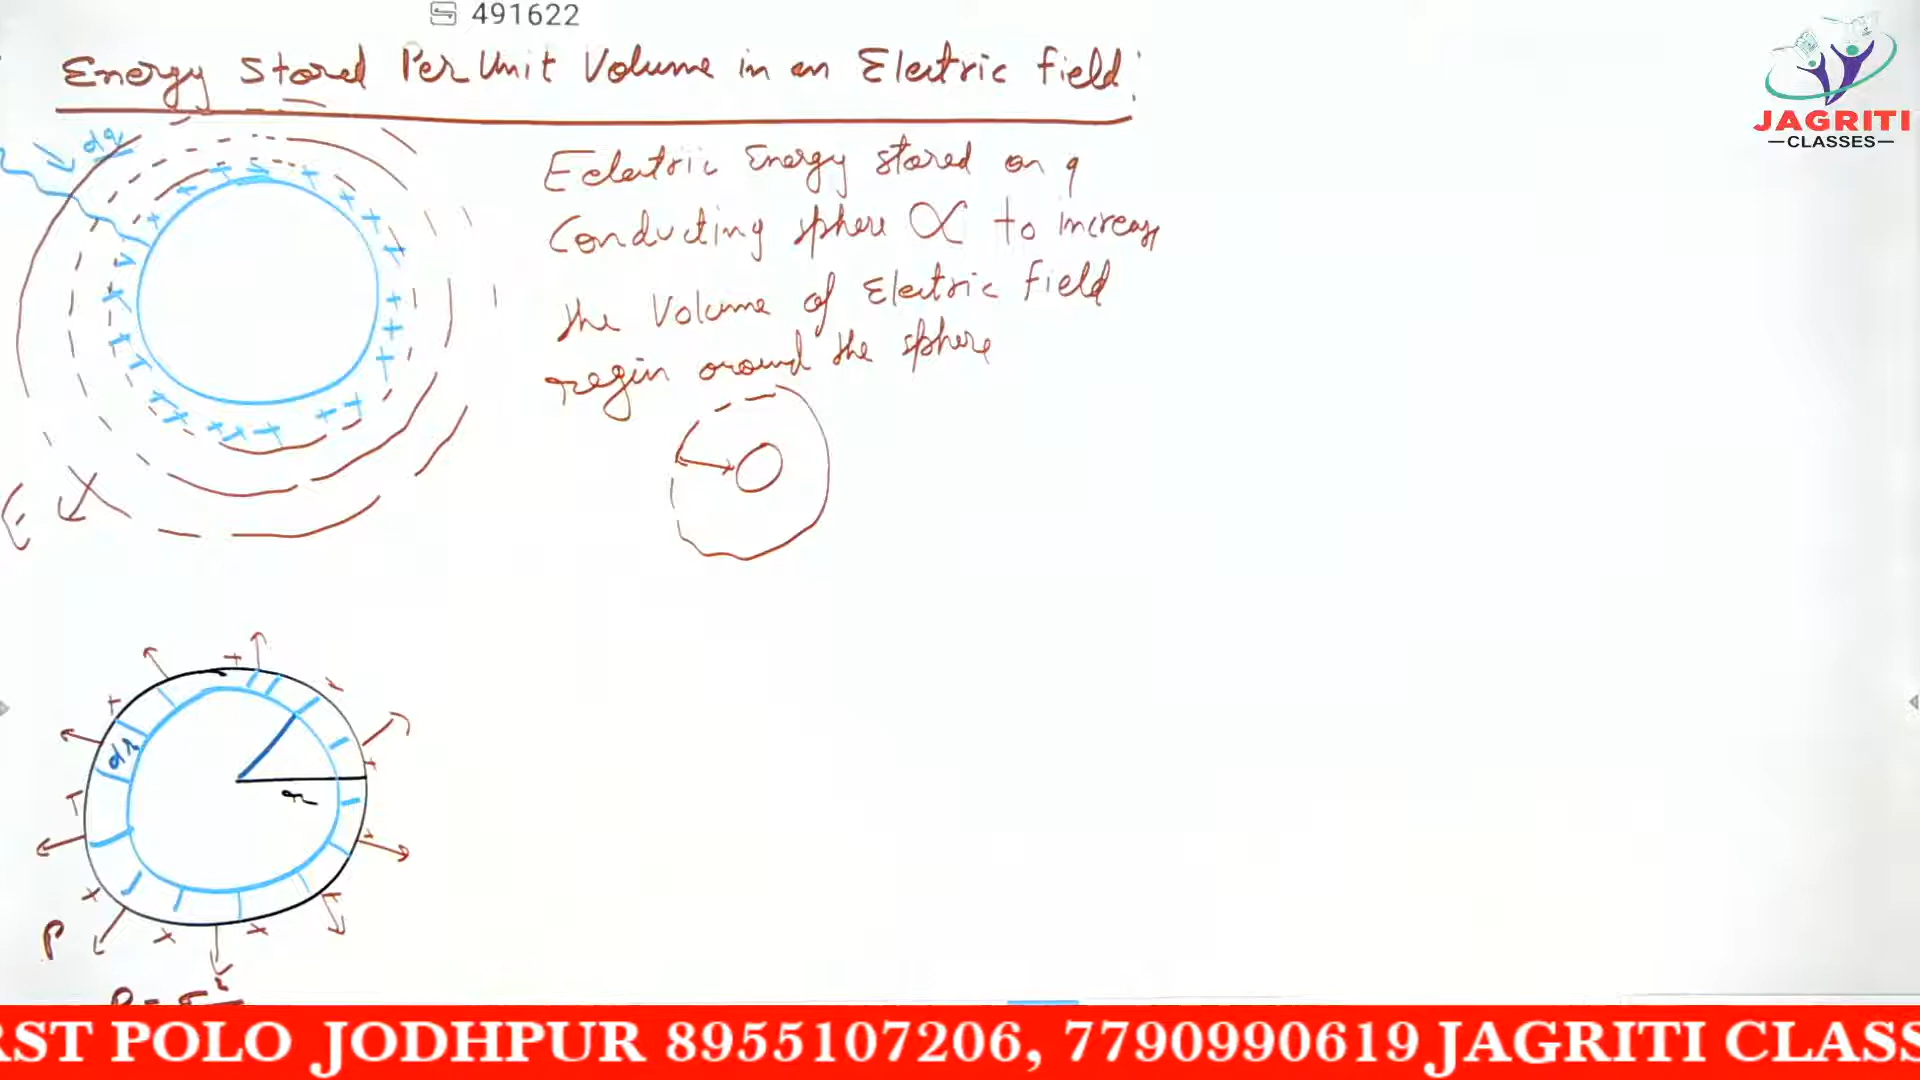 491622
Energy Stored Per Unit Volume in an Electric field:
dq
Eclectric Energy stored on a
Conducting sphere ∝ to increase
the Volume of Electric field
regin around the sphere
E
dr
r
P
JAGRITI
—CLASSES—
RST POLO JODHPUR 8955107206, 7790990619 JAGRITI CLASS